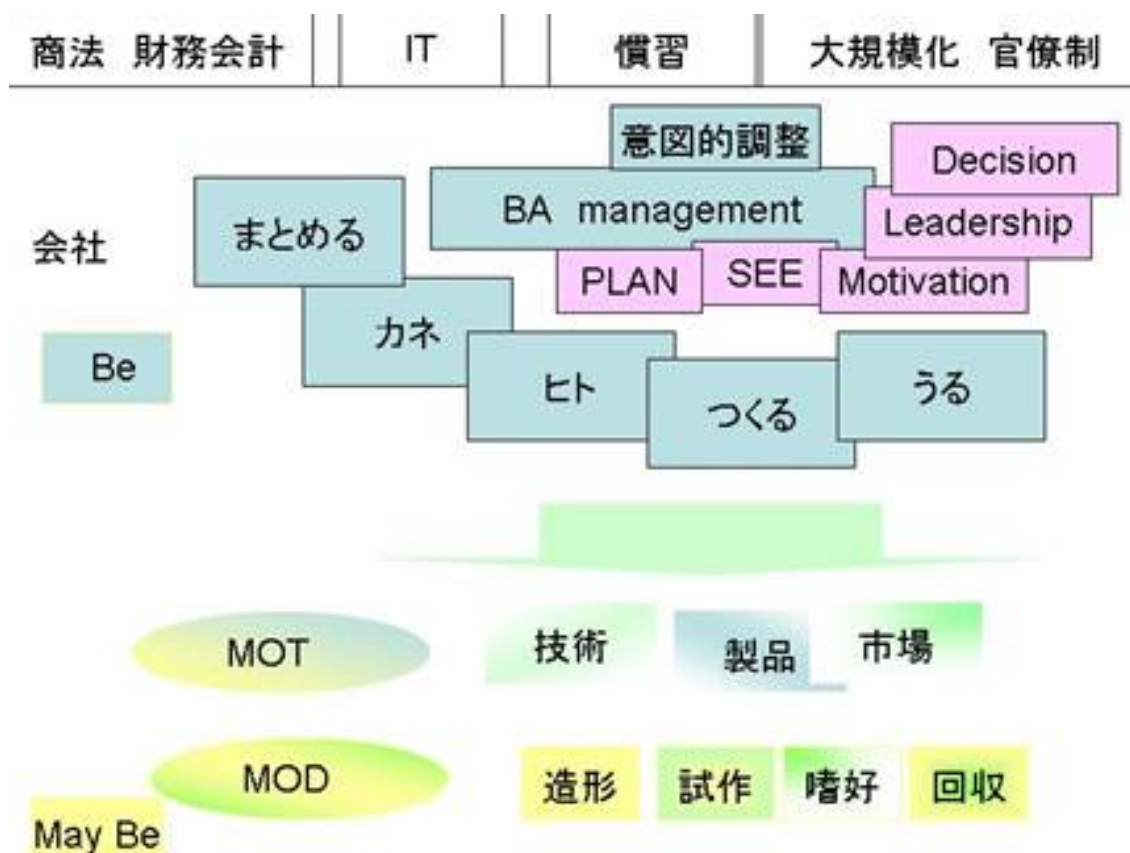 商法 財務会計
IT
慣習
大規模化 官僚制
意図的調整
Decision
BA management
Leadership
まとめる
会社
PLAN
SEE
Motivation
カネ
Be
ヒト
つくる
うる
MOT
技術
製品
市場
MOD
造形
試作
嗜好
回収
May Be